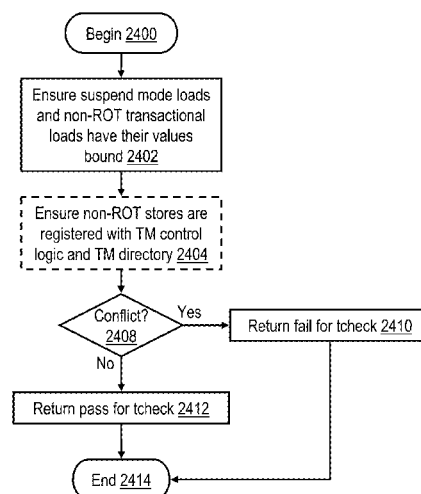 Begin 2400
Ensure suspend mode loads
and non-ROT transactional
loads have their values
bound 2402
Ensure non-ROT stores are
registered with TM control
logic and TM directory 2404
Conflict?
2408
Yes
No
Return fail for tcheck 2410
Return pass for tcheck 2412
End 2414